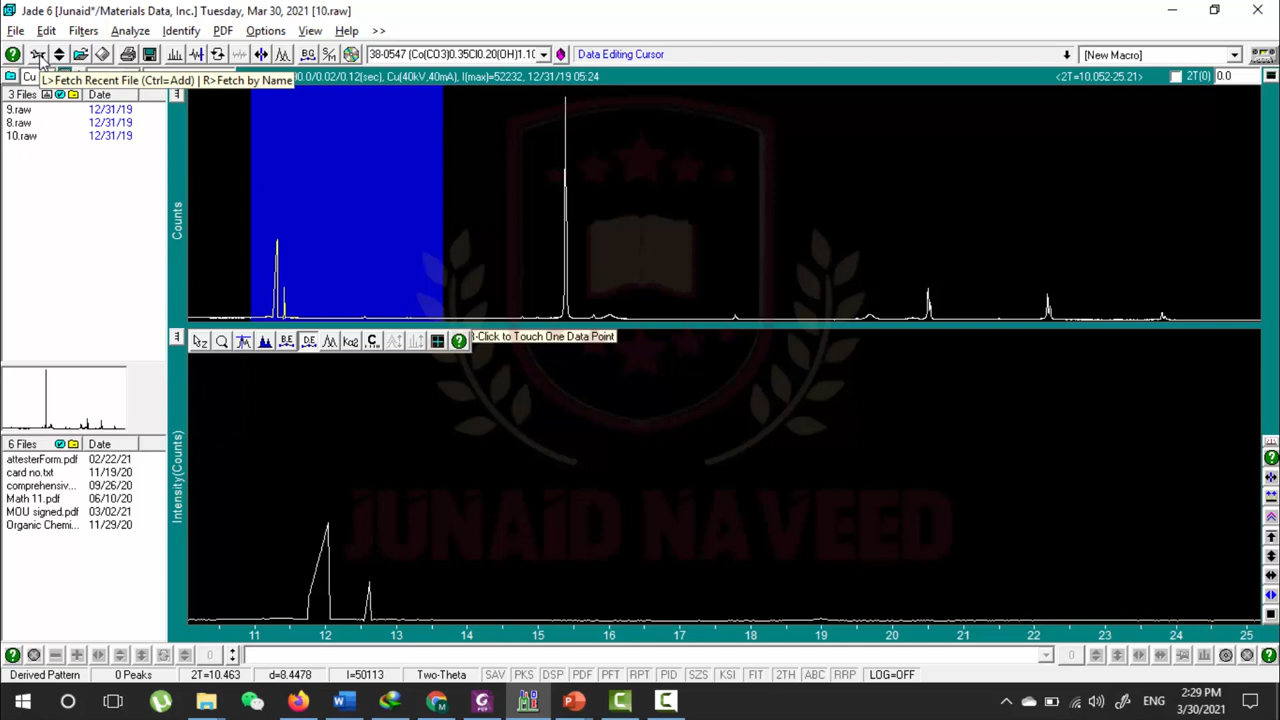 Jade 6 [Junaid*/Materials Data, Inc.] Tuesday, Mar 30, 2021 [10.raw]
File Edit Filters Analyze Identify PDF Options View Help >>
BG S/M 38-0547 (Co(CO3)0.35Cl0.20(OH)1.10 Data Editing Cursor [New Macro]
Cu L>Fetch Recent File (Ctrl=Add) | R>Fetch by Name 0.0/0.02/0.12(sec), Cu(40kV,40mA), I(max)=52232, 12/31/19 05:24 <2T=10.052-25.21> 2T(0) 0.0
3 Files Date
9.raw 12/31/19
8.raw 12/31/19
10.raw 12/31/19
Counts
-Click to Touch One Data Point
6 Files Date
attesterForm.pdf 02/22/21
card no.txt 11/19/20
comprehensiv... 09/26/20
Math 11.pdf 06/10/20
MOU signed.pdf 03/02/21
Organic Chemi... 11/29/20
Intensity(Counts)
JUNAID NAVEED
11 12 13 14 15 16 17 18 19 20 21 22 23 24 25
0 0
Derived Pattern 0 Peaks 2T=10.463 d=8.4478 I=50113 Two-Theta SAV PKS DSP PDF PFT RPT PID SZS KSI FIT 2TH ABC RRP LOG=OFF
ENG 2:29 PM
3/30/2021